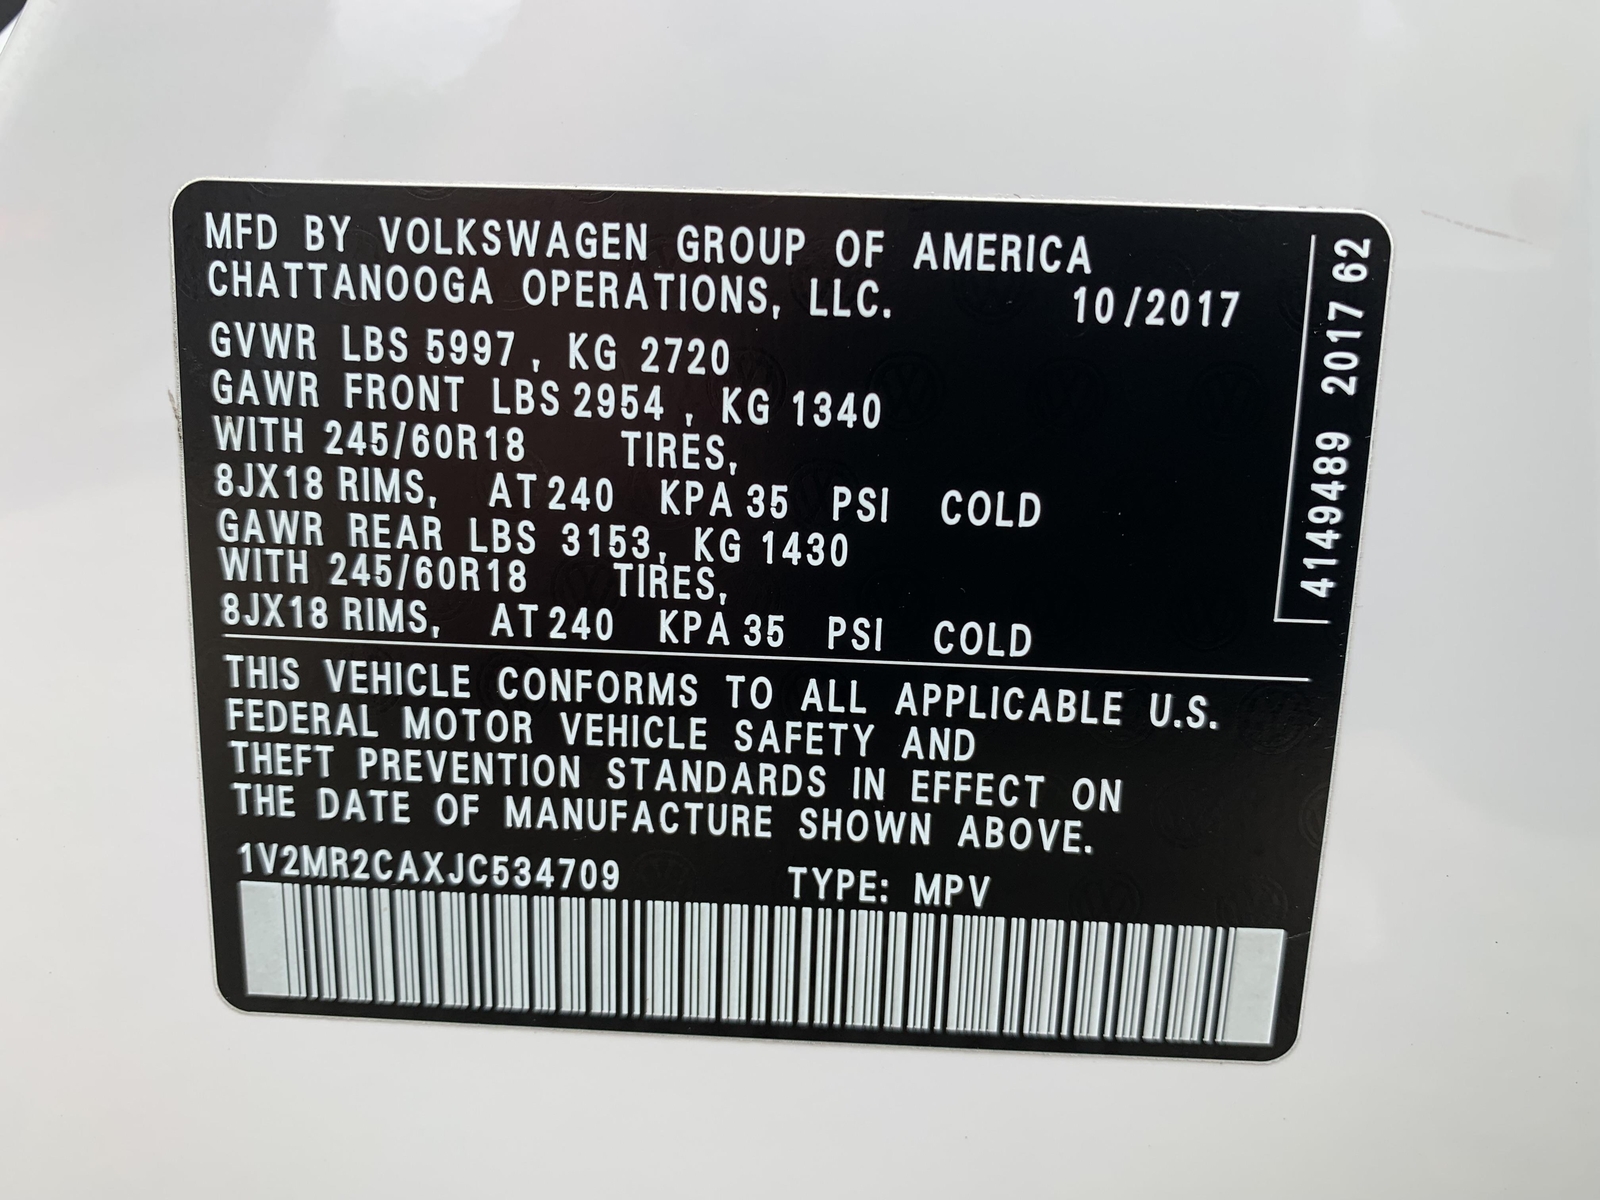 MFD BY VOLKSWAGEN GROUP OF AMERICA
CHATTANOOGA OPERATIONS, LLC. 10/2017
GVWR LBS 5997 , KG 2720
GAWR FRONT LBS 2954 , KG 1340
WITH 245/60R18 TIRES,
8JX18 RIMS, AT 240 KPA 35 PSI COLD
GAWR REAR LBS 3153, KG 1430
WITH 245/60R18 TIRES,
8JX18 RIMS, AT 240 KPA 35 PSI COLD
THIS VEHICLE CONFORMS TO ALL APPLICABLE U.S.
FEDERAL MOTOR VEHICLE SAFETY AND
THEFT PREVENTION STANDARDS IN EFFECT ON
THE DATE OF MANUFACTURE SHOWN ABOVE.
1V2MR2CAXJC534709 TYPE: MPV
4149489 2017 62